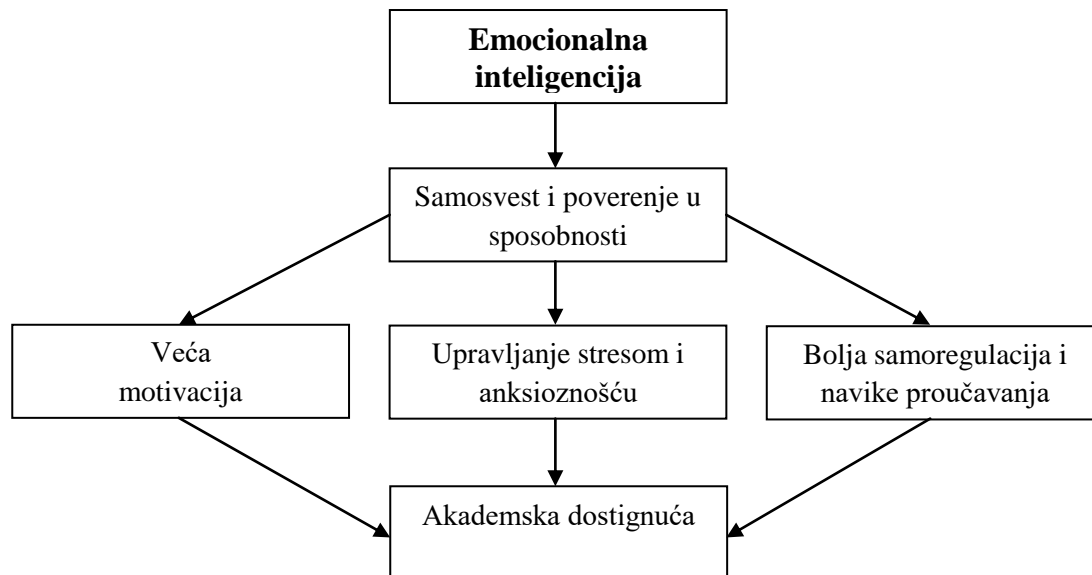 Emocionalna
inteligencija
Samosvest i poverenje u
sposobnosti
Veća
motivacija
Upravljanje stresom i
anksioznošću
Bolja samoregulacija i
navike proučavanja
Akademska dostignuća